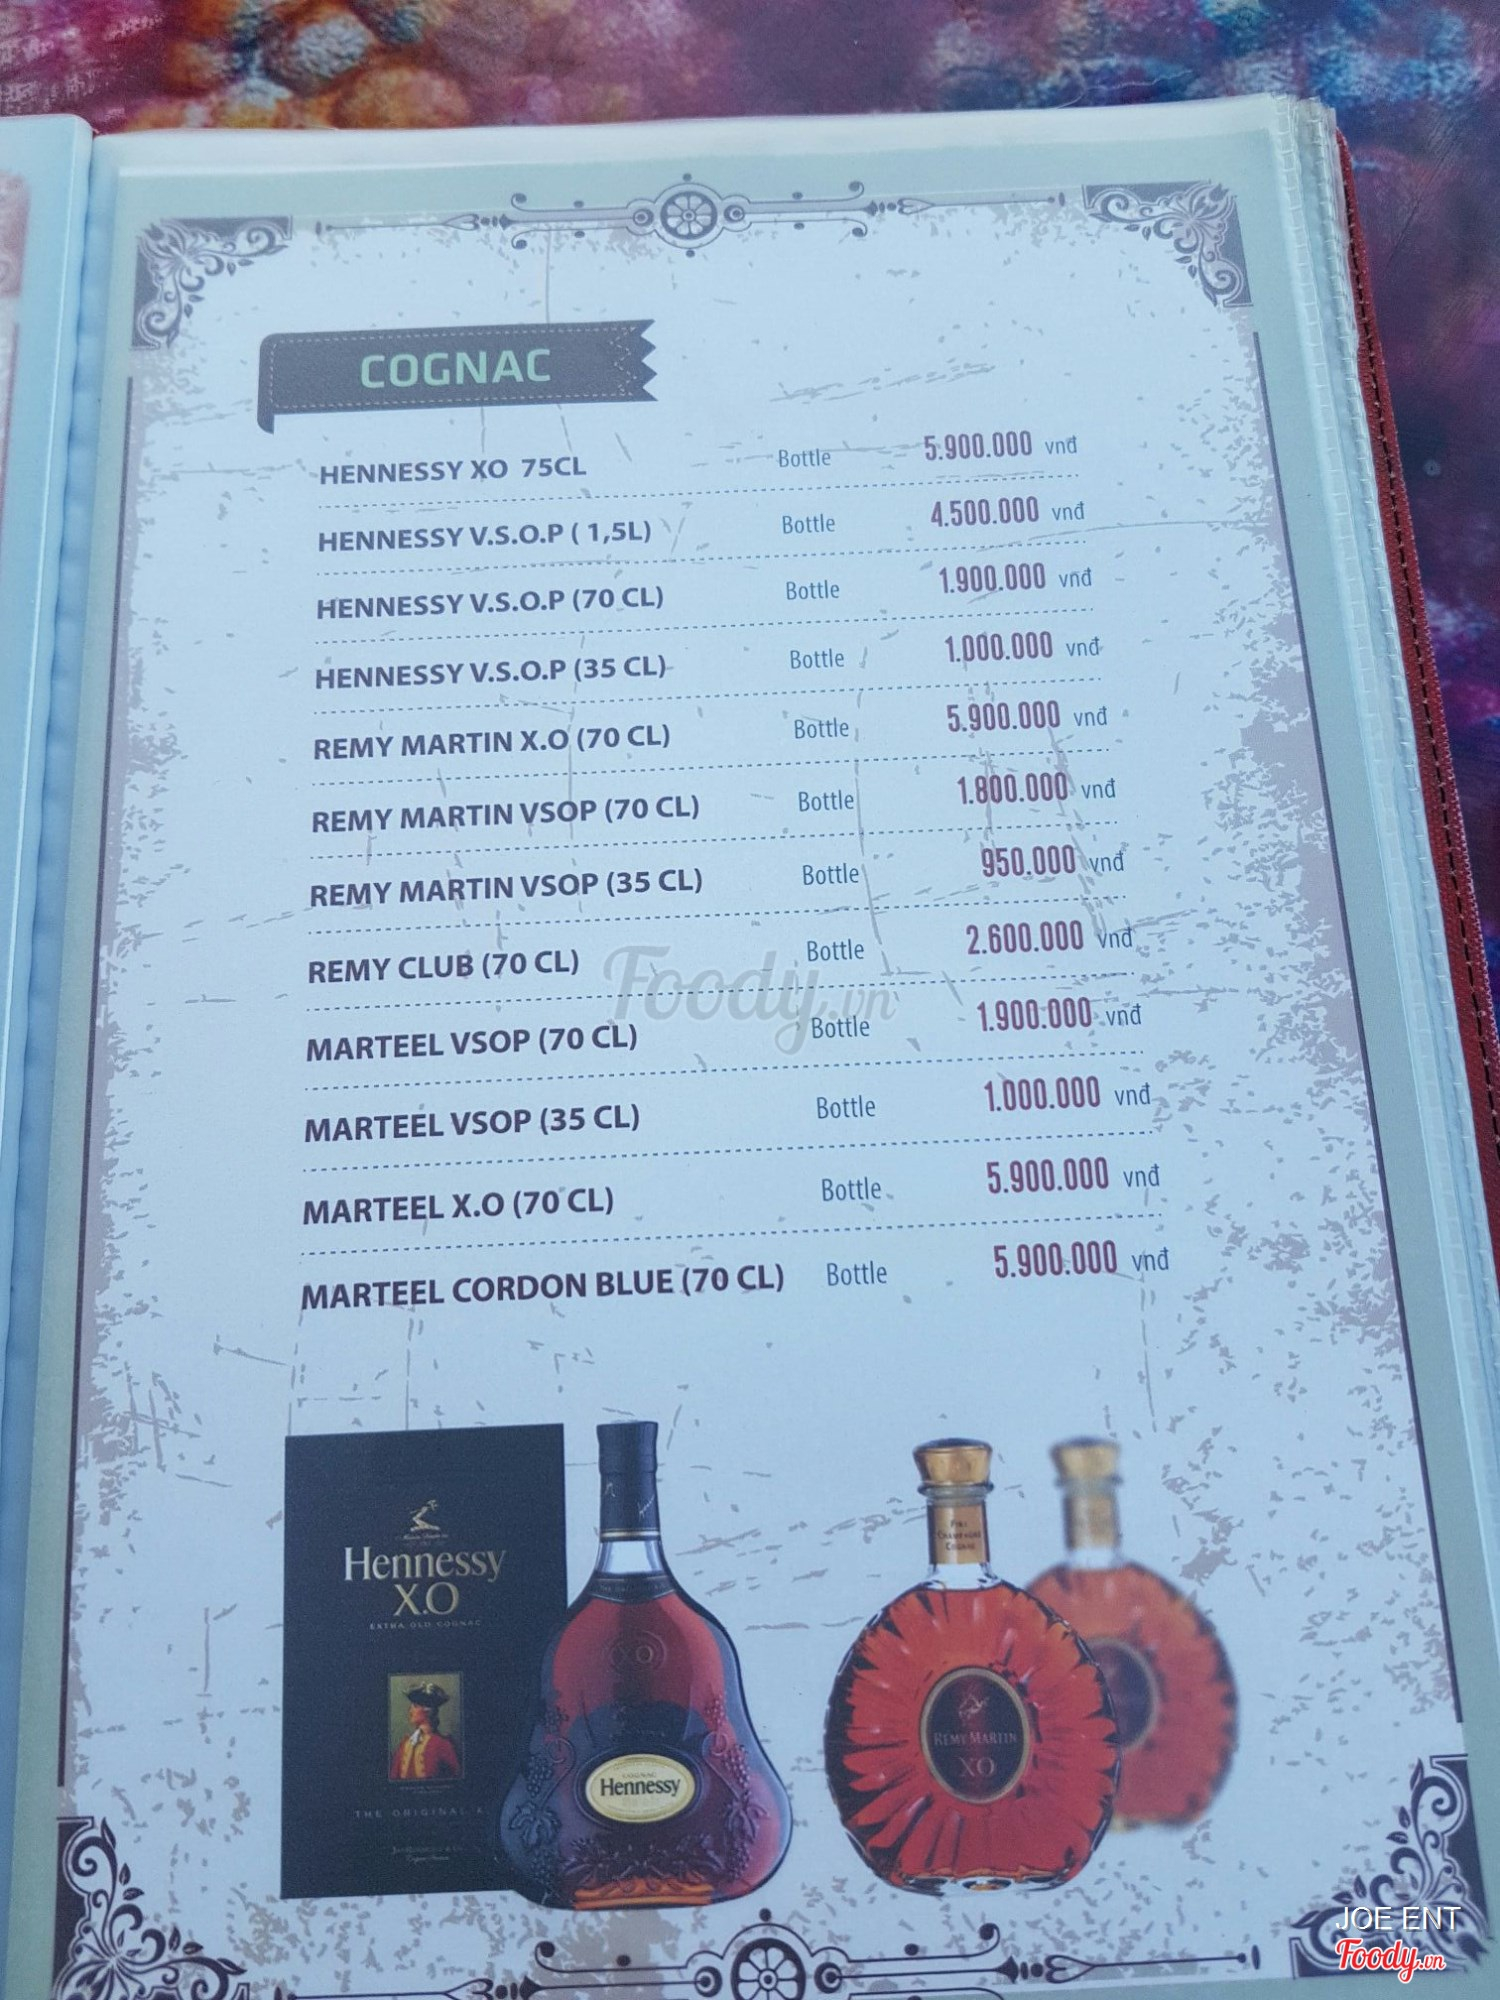 COGNAC
HENNESSY XO 75CL Bottle 5.900.000 vnđ
HENNESSY V.S.O.P ( 1,5L) Bottle 4.500.000 vnđ
HENNESSY V.S.O.P (70 CL) Bottle 1.900.000 vnđ
HENNESSY V.S.O.P (35 CL) Bottle 1.000.000 vnđ
REMY MARTIN X.O (70 CL) Bottle 5.900.000 vnđ
REMY MARTIN VSOP (70 CL) Bottle 1.800.000 vnđ
REMY MARTIN VSOP (35 CL) Bottle 950.000 vnđ
REMY CLUB (70 CL) Bottle 2.600.000 vnđ
Foody.vn
MARTEEL VSOP (70 CL) Bottle 1.900.000 vnđ
MARTEEL VSOP (35 CL) Bottle 1.000.000 vnđ
MARTEEL X.O (70 CL) Bottle 5.900.000 vnđ
MARTEEL CORDON BLUE (70 CL) Bottle 5.900.000 vnđ
Hennessy
X.O
EXTRA OLD COGNAC
THE ORIGINAL
XO
COGNAC
Hennessy
FINE
CHAMPAGNE
COGNAC
REMY MARTIN
XO
JOE ENT
Foody.vn